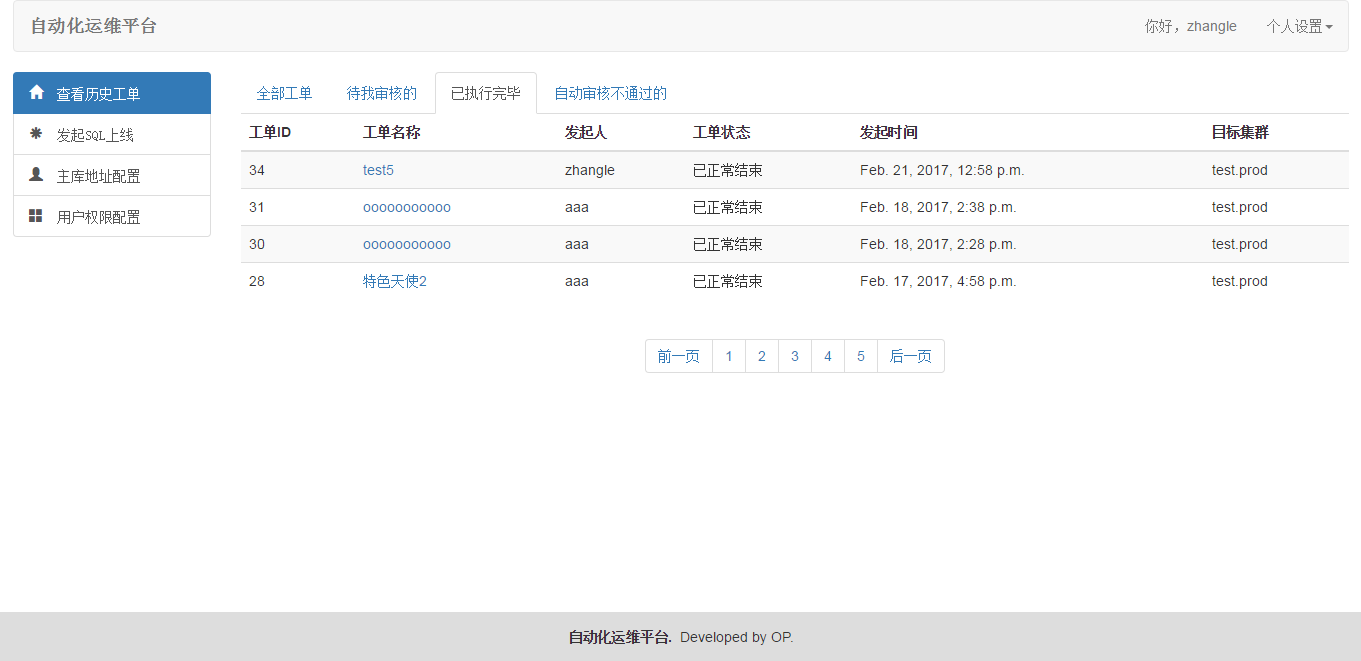 自动化运维平台 你好，zhangle 个人设置
查看历史工单
发起SQL上线
主库地址配置
用户权限配置
全部工单 待我审核的 已执行完毕 自动审核不通过的
工单ID 工单名称 发起人 工单状态 发起时间 目标集群
34 test5 zhangle 已正常结束 Feb. 21, 2017, 12:58 p.m. test.prod
31 ooooooooooo aaa 已正常结束 Feb. 18, 2017, 2:38 p.m. test.prod
30 ooooooooooo aaa 已正常结束 Feb. 18, 2017, 2:28 p.m. test.prod
28 特色天使2 aaa 已正常结束 Feb. 17, 2017, 4:58 p.m. test.prod
前一页 1 2 3 4 5 后一页
自动化运维平台. Developed by OP.